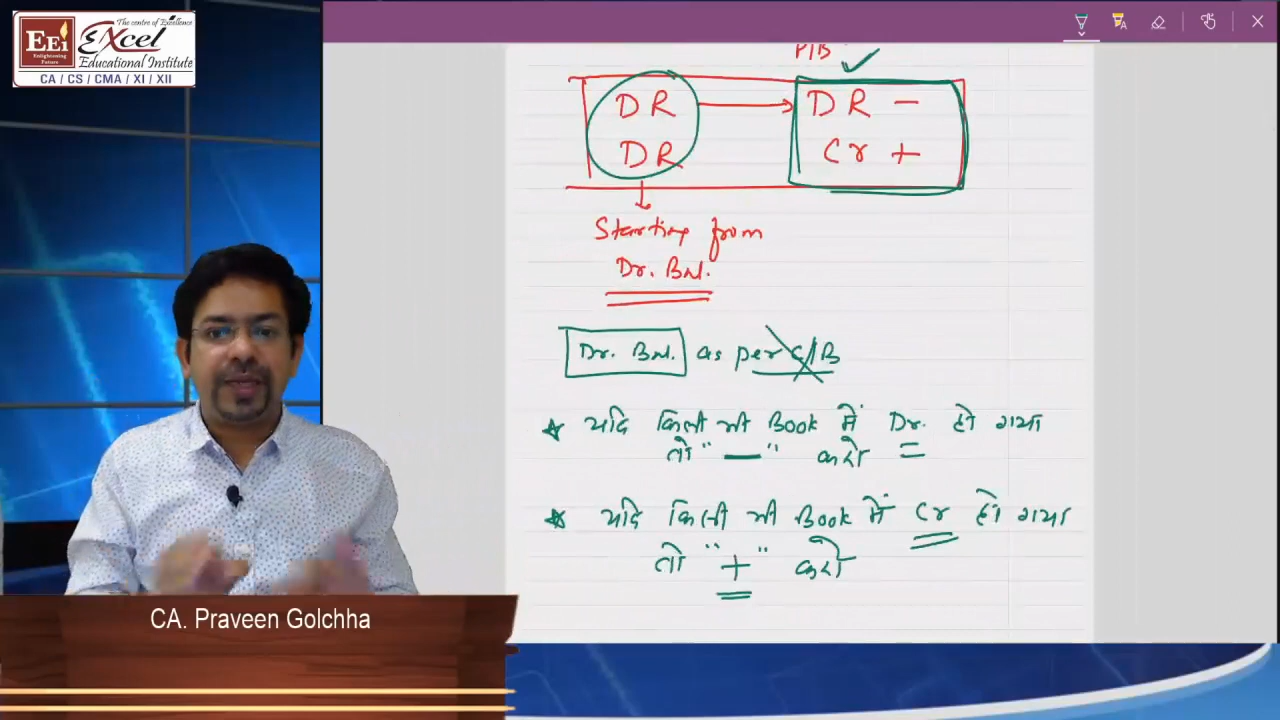 The centre of Excellence
EEi Excel
Enlightening Future
Educational Institute
CA / CS / CMA / XI / XII
P/B
DR → DR −
DR Cr +
Starting from
Dr. Bal.
Dr. Bal. as per C/B
★ यदि किसी भी Book में Dr. हो गया
तो "—" करो
★ यदि किसी भी Book में Cr हो गया
तो "+" करो
CA. Praveen Golchha